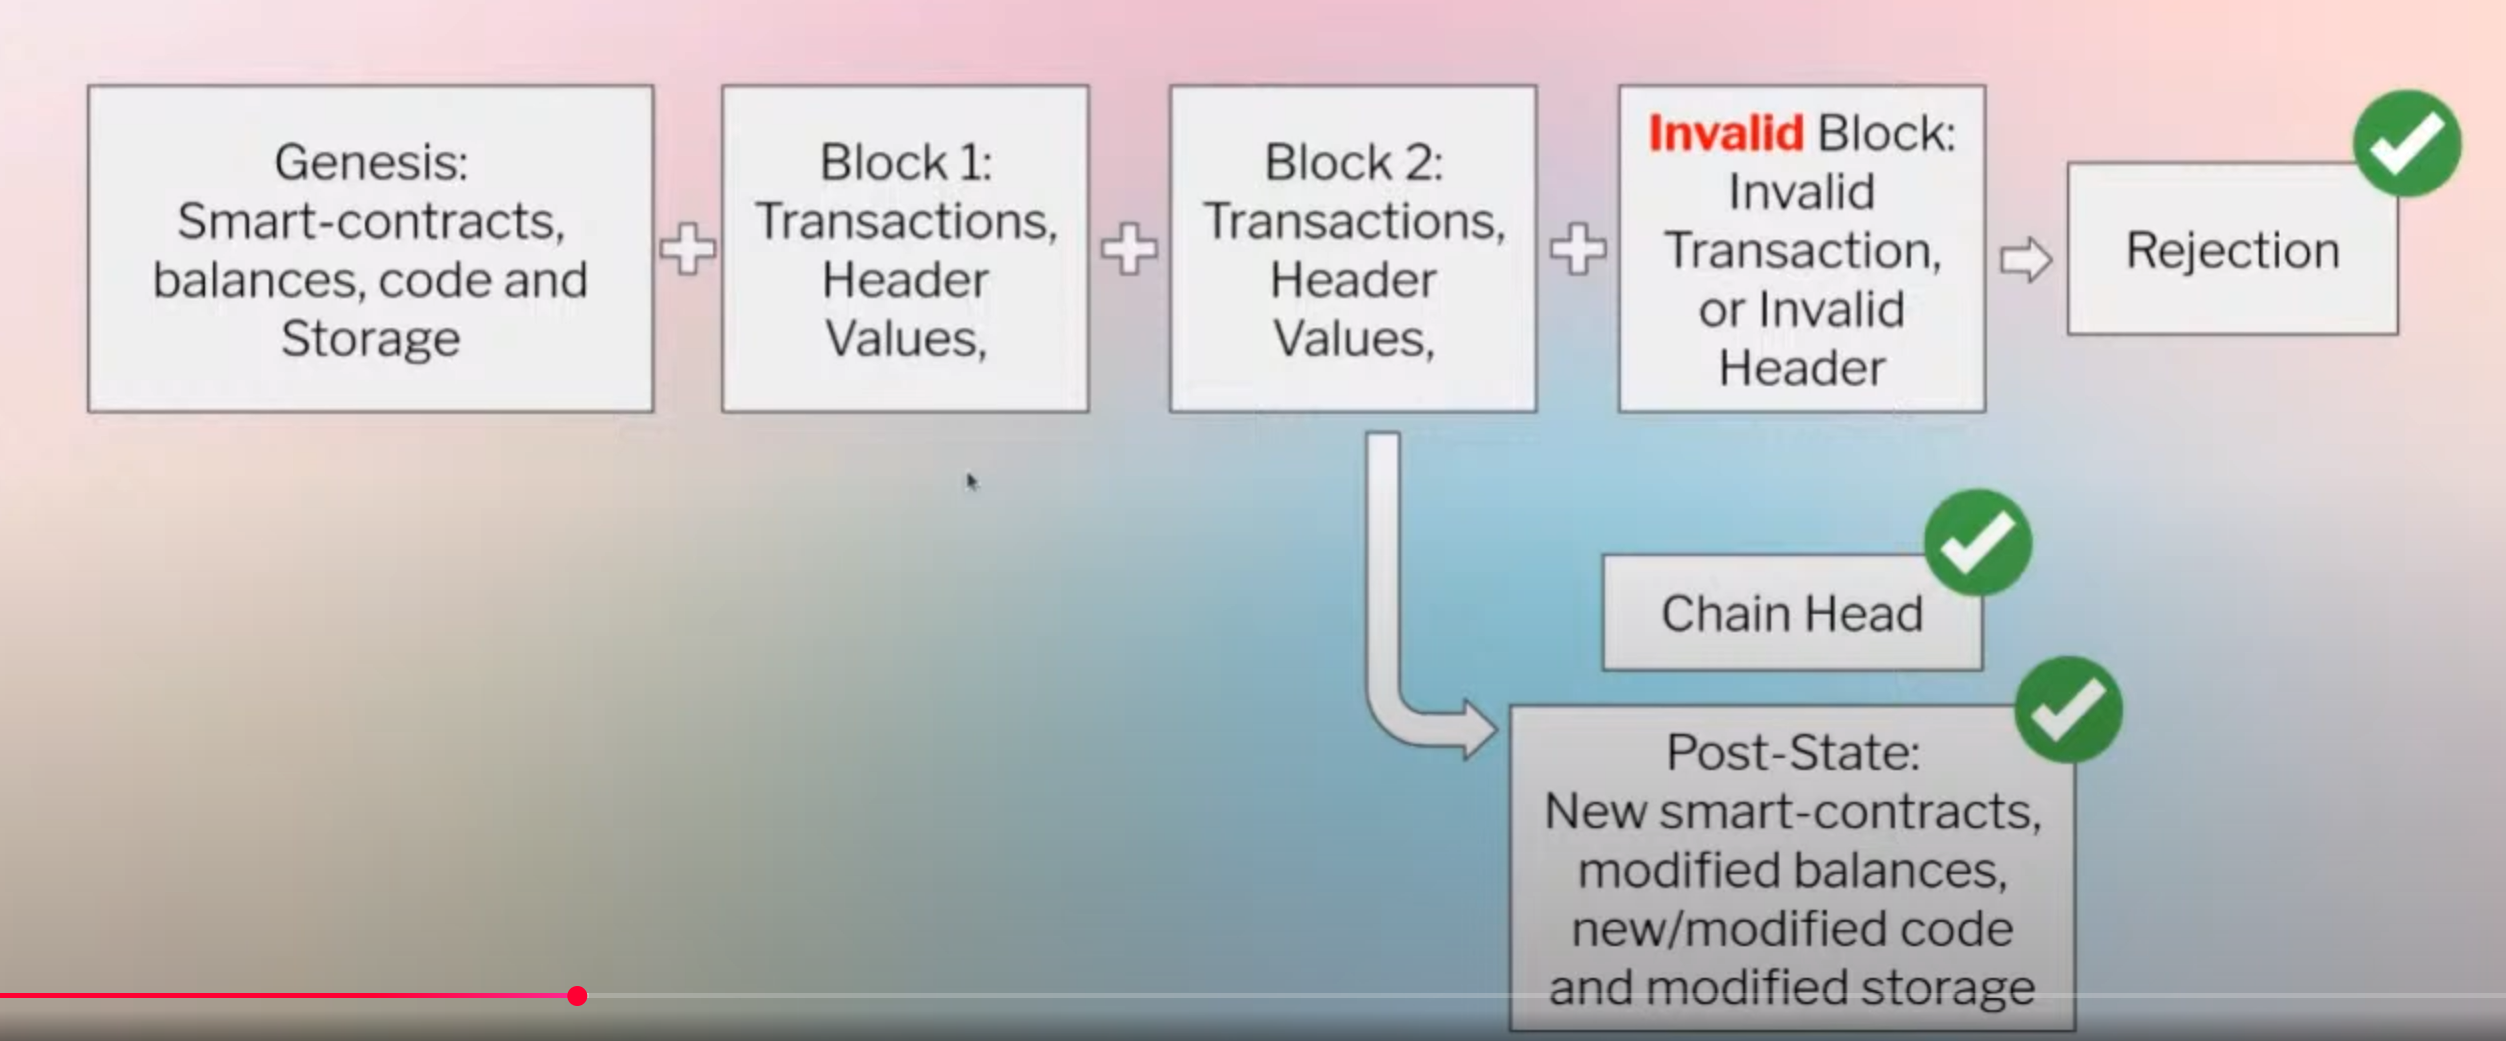 Genesis:
Smart-contracts,
balances, code and
Storage
Block 1:
Transactions,
Header
Values,
Block 2:
Transactions,
Header
Values,
Invalid Block:
Invalid
Transaction,
or Invalid
Header
Rejection
Chain Head
Post-State:
New smart-contracts,
modified balances,
new/modified code
and modified storage